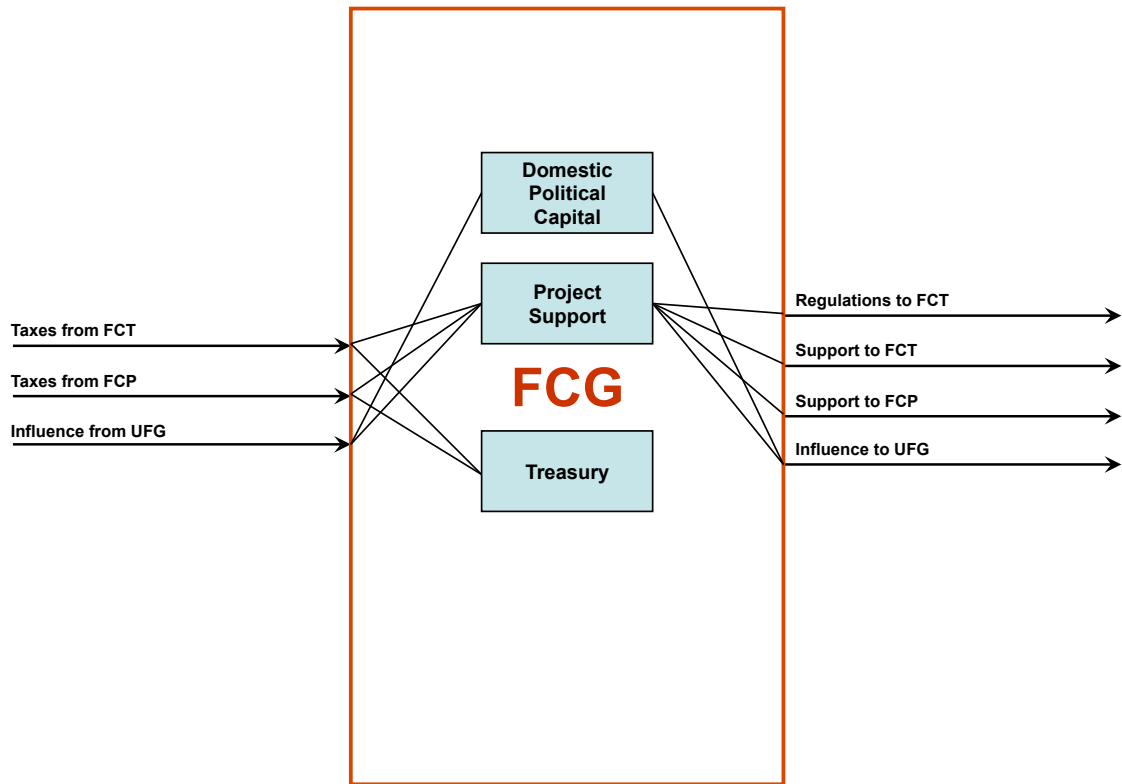 Domestic
Political
Capital
Project
Support
FCG
Treasury
Taxes from FCT
Taxes from FCP
Influence from UFG
Regulations to FCT
Support to FCT
Support to FCP
Influence to UFG